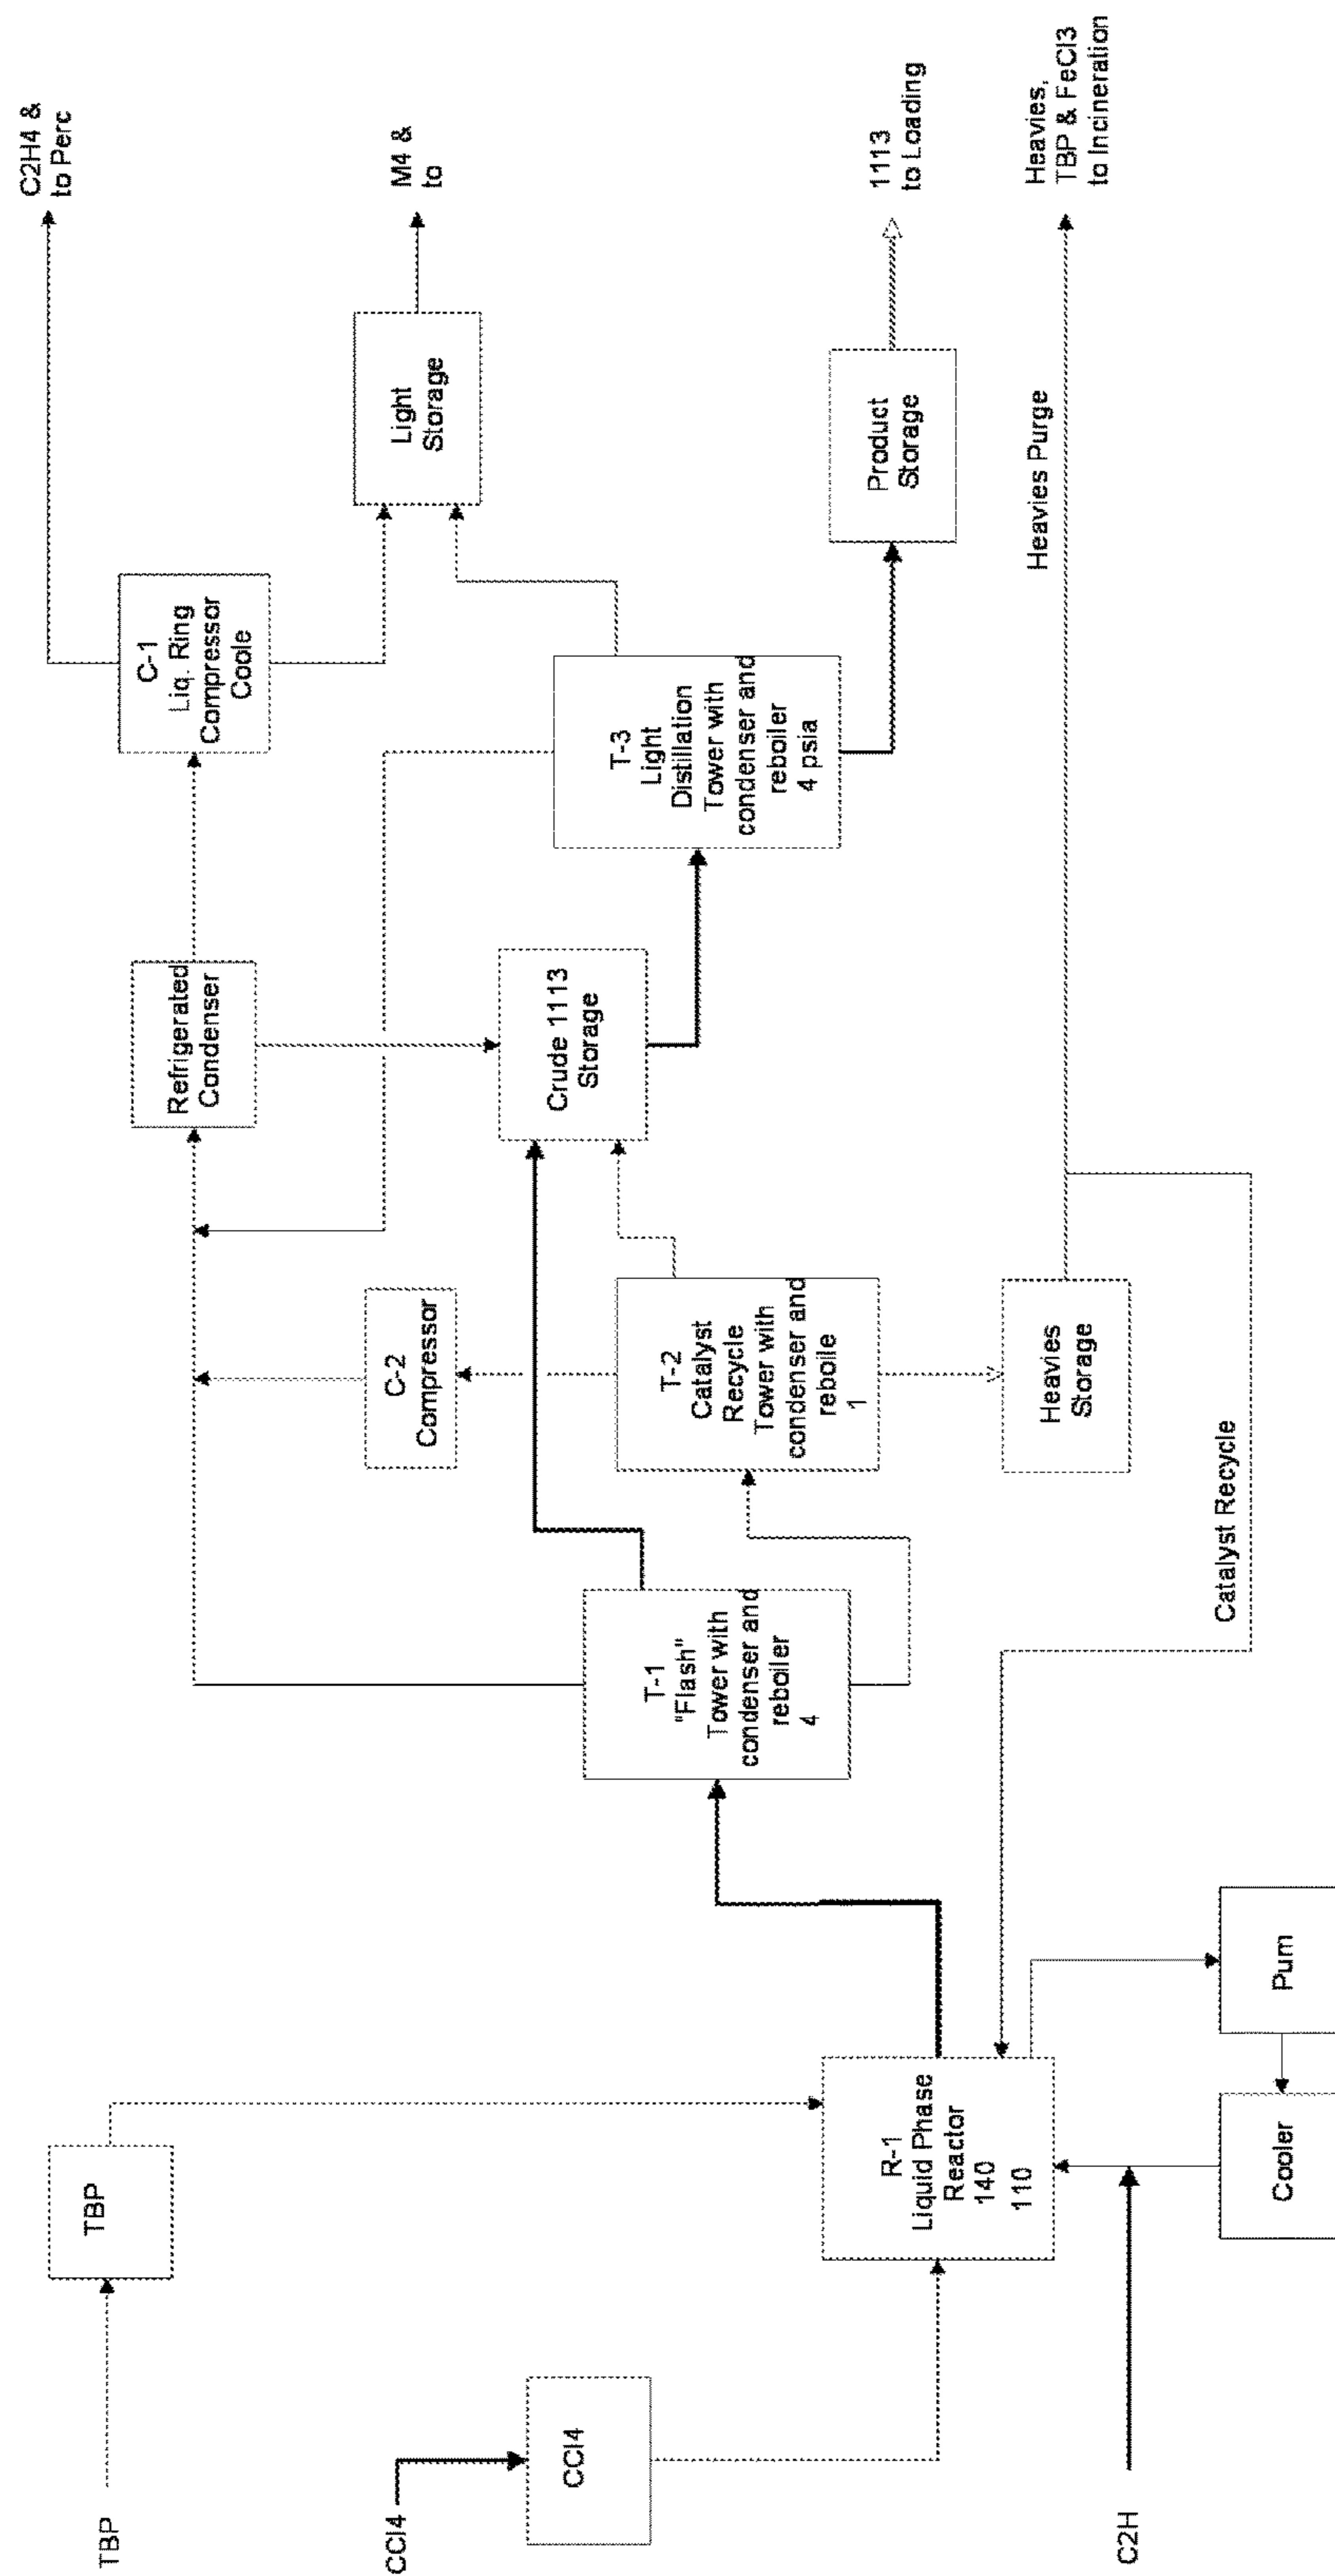 TBP
TBP
CCl4
CCl4
C2H
R-1
Liquid Phase
Reactor
140
110
Cooler
Pum
T-1
"Flash"
Tower with
condenser and
reboiler
4
C-2
Compressor
T-2
Catalyst
Recycle
Tower with
condenser and
reboile
1
Heavies
Storage
Catalyst Recycle
Refrigerated
Condenser
Crude 1113
Storage
C-1
Liq. Ring
Compressor
Coole
T-3
Light
Distillation
Tower with
condenser and
reboiler
4 psia
Light
Storage
Product
Storage
Heavies Purge
C2H4 &
to Perc
M4 &
to
1113
to Loading
Heavies,
TBP & FeCl3
to Incineration